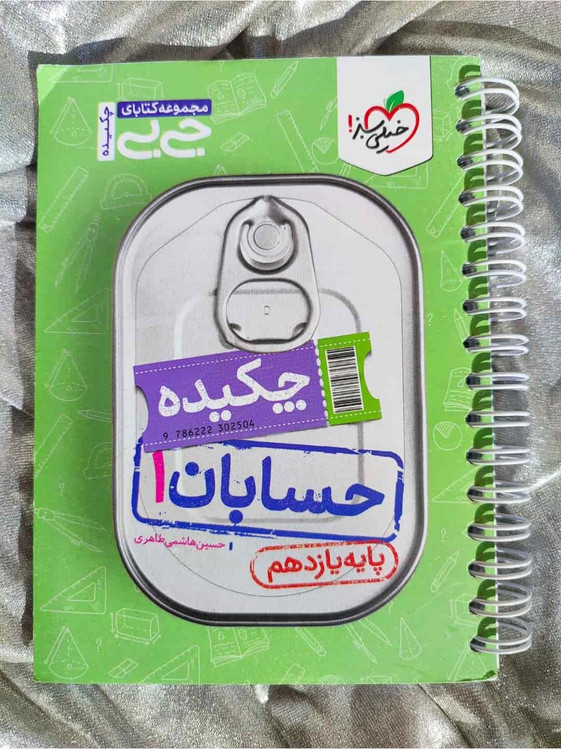 مجموعه کتابای
جی‌بی
چکیده
خیلی سبز!
چکیده
9 786222 302504
حسابان ۱
حسین هاشمی طاهری
پایه یازدهم